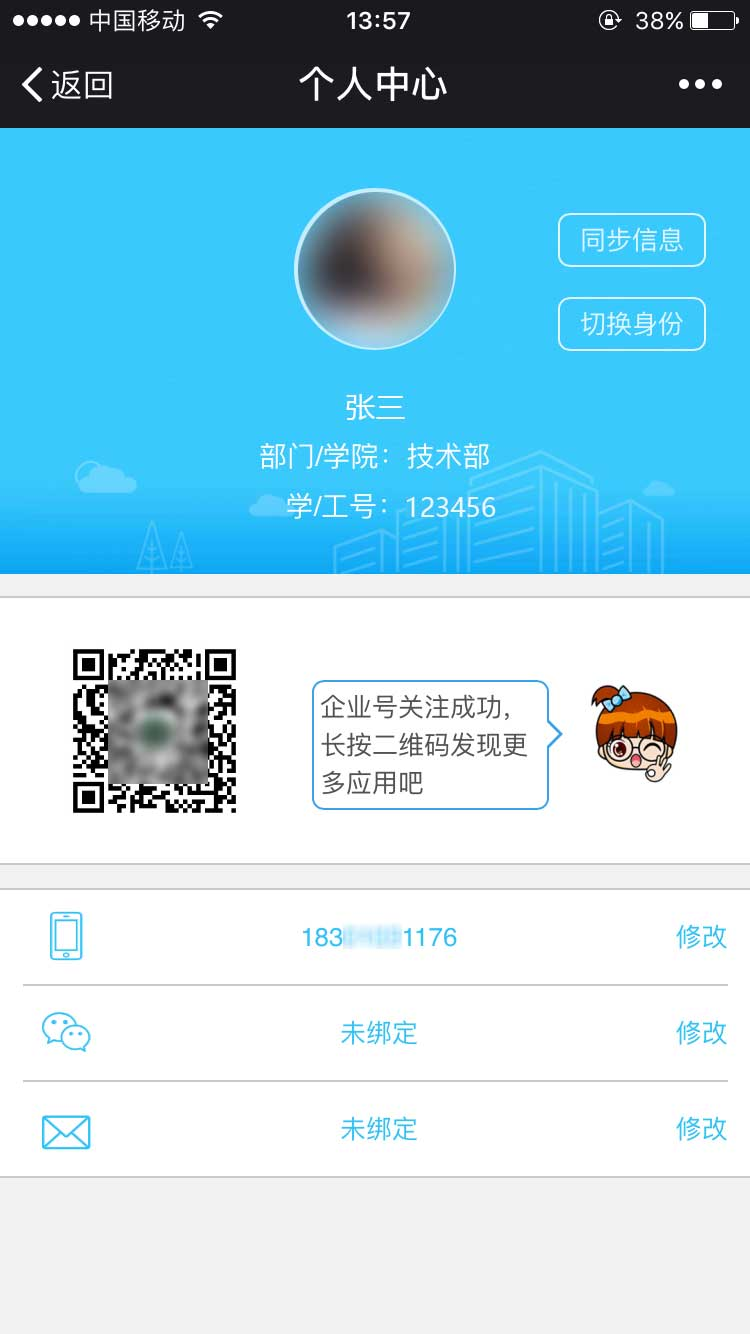 中国移动 13:57 38%
返回 个人中心
同步信息
切换身份
张三
部门/学院：技术部
学/工号：123456
企业号关注成功，
长按二维码发现更
多应用吧
183 1176 修改
未绑定 修改
未绑定 修改